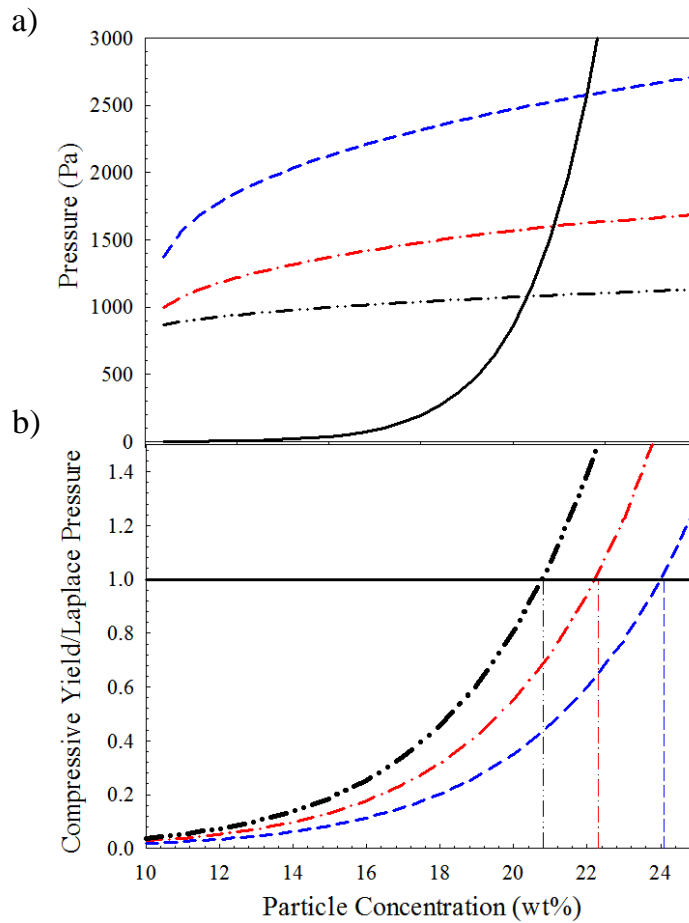 a)
3000
2500
2000
1500
1000
500
0
Pressure (Pa)
b)
1.4
1.2
1.0
0.8
0.6
0.4
0.2
0.0
Compressive Yield/Laplace Pressure
10 12 14 16 18 20 22 24
Particle Concentration (wt%)